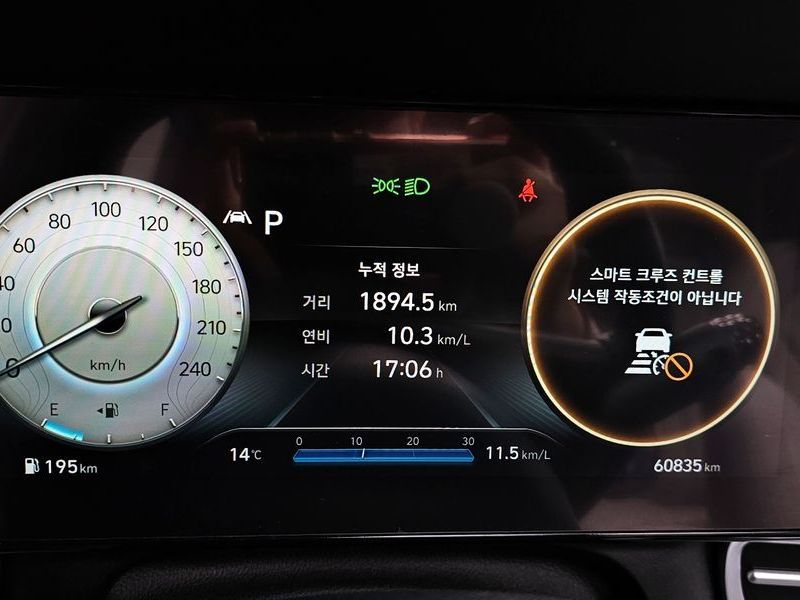 60
80
100
120
150
180
210
240
0
km/h
E
F
195 km
P
누적 정보
거리 1894.5 km
연비 10.3 km/L
시간 17:06 h
14℃
0 10 20 30
11.5 km/L
스마트 크루즈 컨트롤
시스템 작동조건이 아닙니다
60835 km